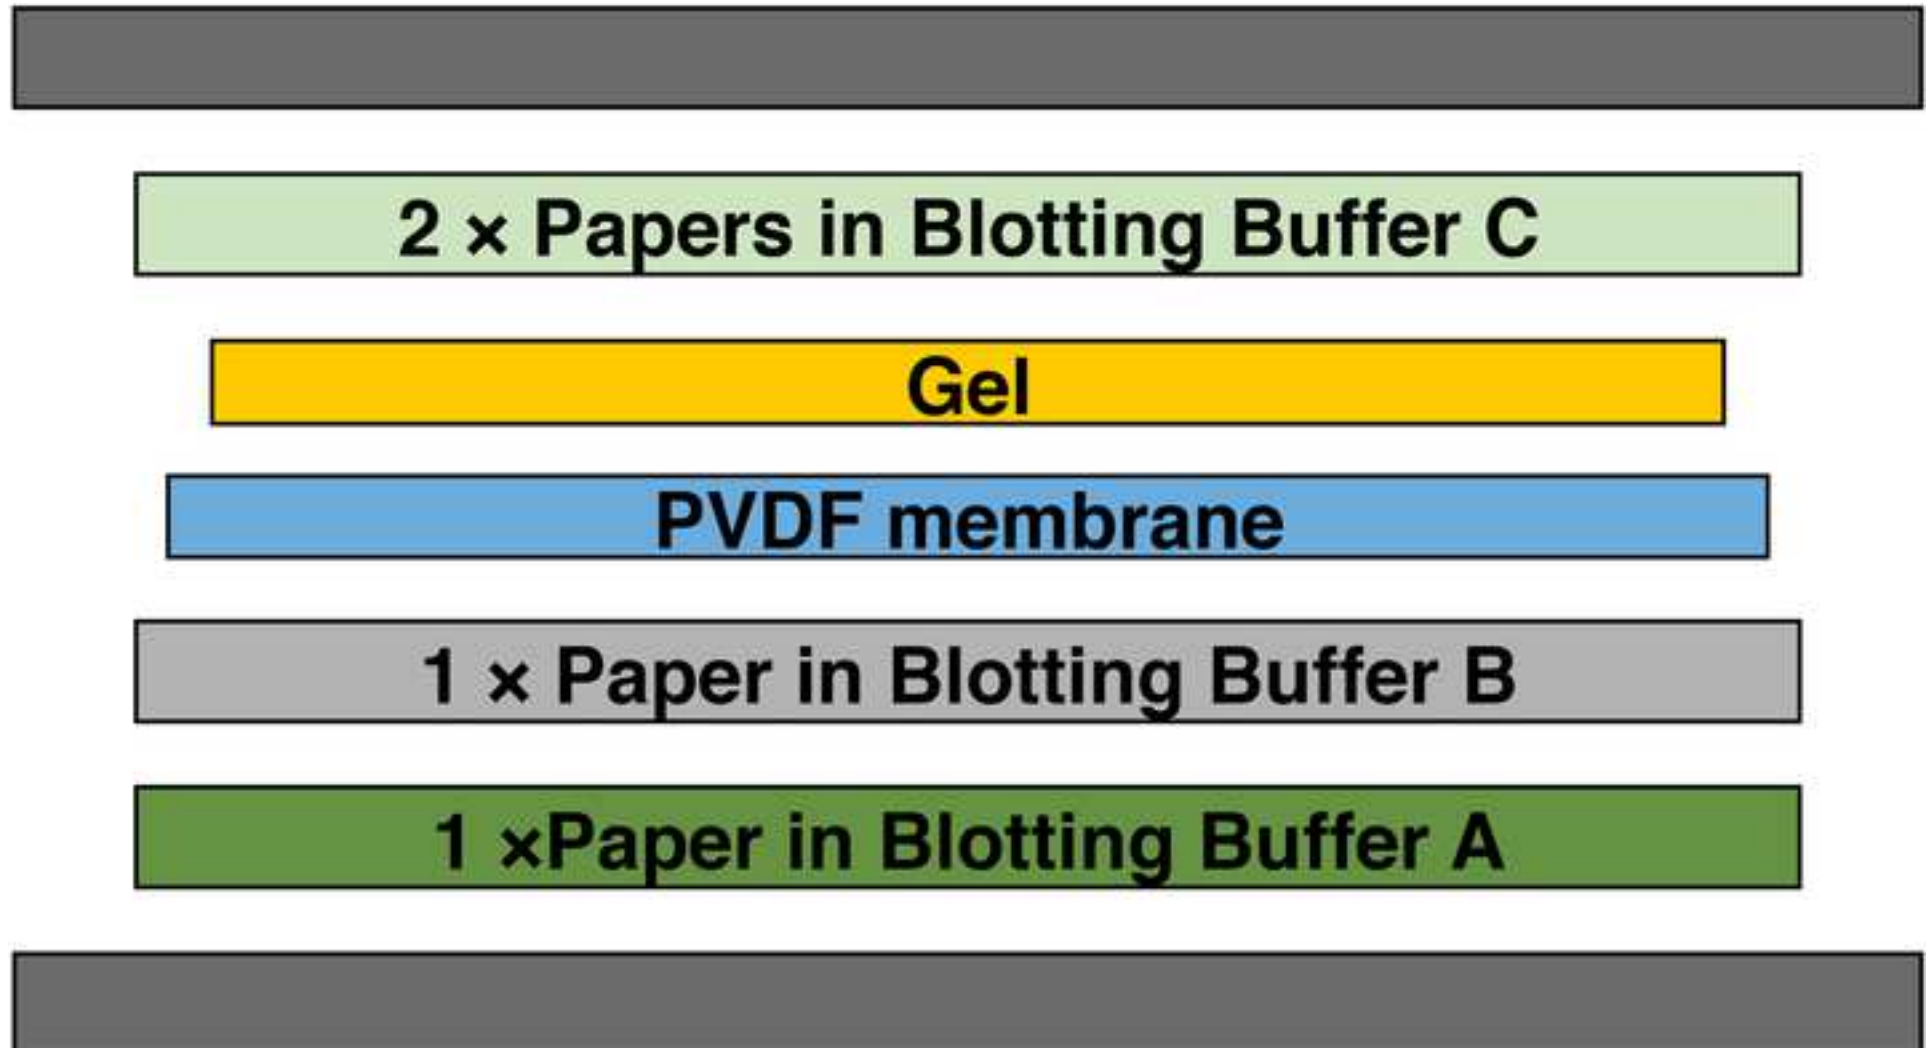 2 × Papers in Blotting Buffer C
Gel
PVDF membrane
1 × Paper in Blotting Buffer B
1 ×Paper in Blotting Buffer A